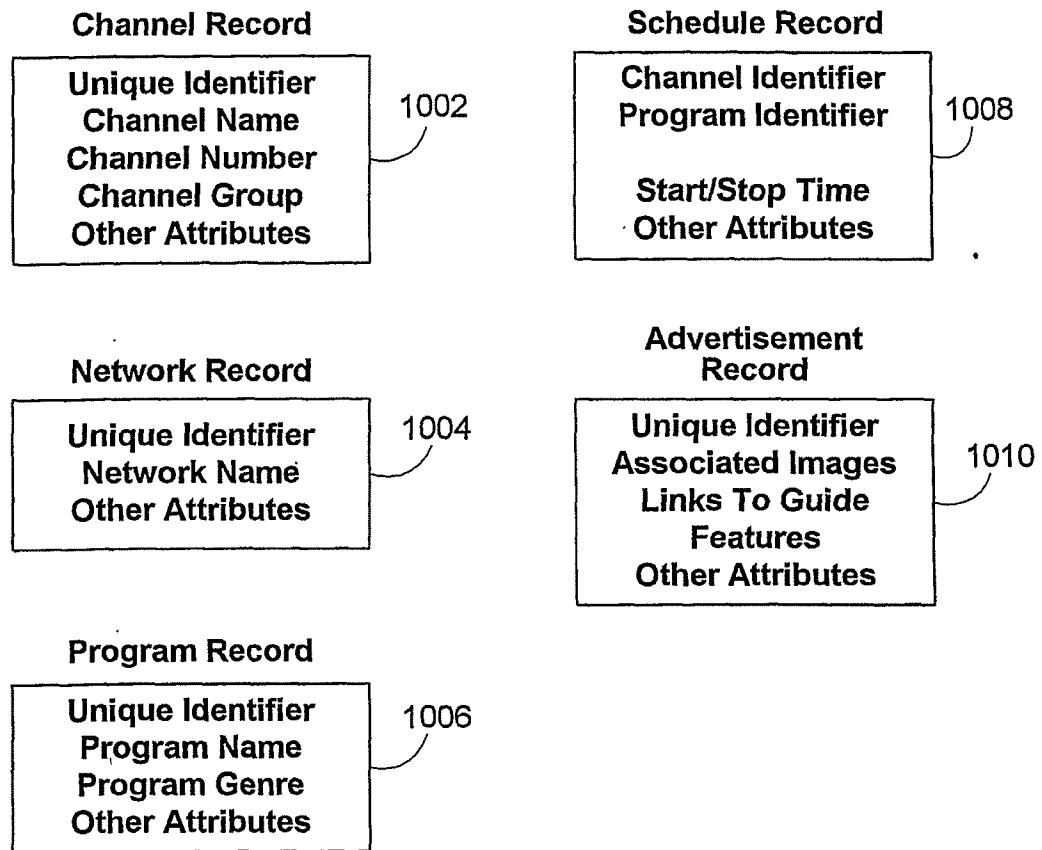 Channel Record
Unique Identifier
Channel Name
Channel Number
Channel Group
Other Attributes
1002
Network Record
Unique Identifier
Network Name
Other Attributes
1004
Program Record
Unique Identifier
Program Name
Program Genre
Other Attributes
1006
Schedule Record
Channel Identifier
Program Identifier
Start/Stop Time
Other Attributes
1008
Advertisement
Record
Unique Identifier
Associated Images
Links To Guide
Features
Other Attributes
1010